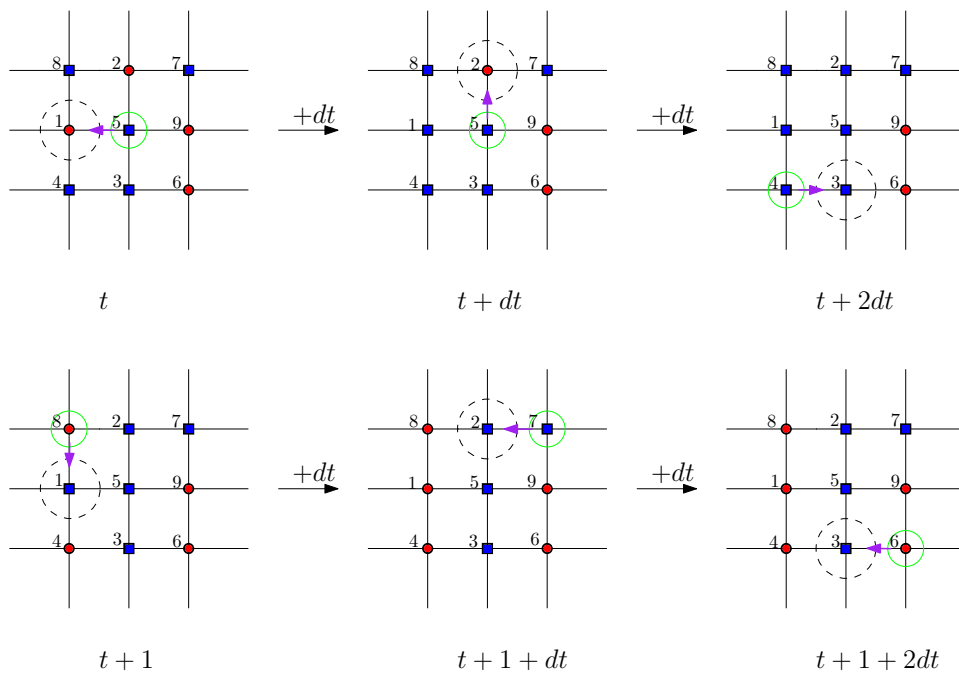 8 2 7 8 2 7 8 2 7
1 5 9 +dt 1 5 9 +dt 1 5 9
4 3 6 4 3 6 4 3 6
t t + dt t + 2dt
8 2 7 8 2 7 8 2 7
1 5 9 +dt 1 5 9 +dt 1 5 9
4 3 6 4 3 6 4 3 6
t + 1 t + 1 + dt t + 1 + 2dt